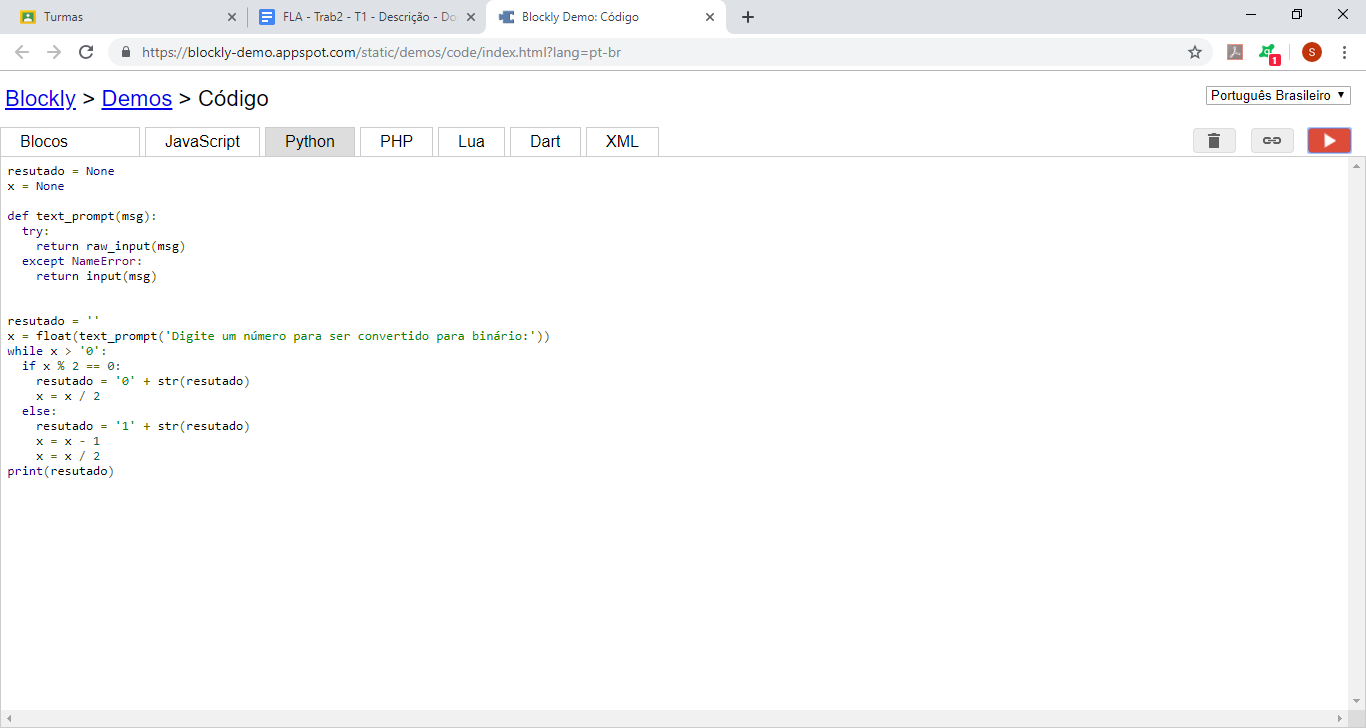 Turmas
FLA - Trab2 - T1 - Descrição - Do
Blockly Demo: Código
https://blockly-demo.appspot.com/static/demos/code/index.html?lang=pt-br
1
S
Blockly > Demos > Código
Português Brasileiro
Blocos JavaScript Python PHP Lua Dart XML
resutado = None
x = None
def text_prompt(msg):
  try:
    return raw_input(msg)
  except NameError:
    return input(msg)
resutado = ''
x = float(text_prompt('Digite um número para ser convertido para binário:'))
while x > '0':
  if x % 2 == 0:
    resutado = '0' + str(resutado)
    x = x / 2
  else:
    resutado = '1' + str(resutado)
    x = x - 1
    x = x / 2
print(resutado)